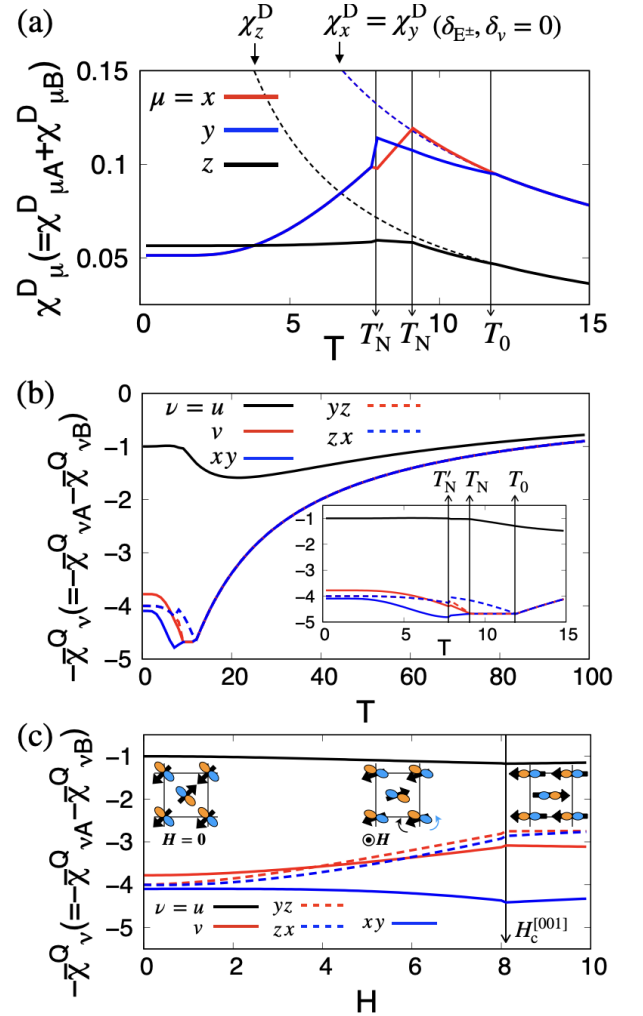 (a)
χ_z^D χ_x^D = χ_y^D (δ_E±, δ_v = 0)
χ^D_μ(=χ^D_μA+χ^D_μB)
0.15
0.1
0.05
μ = x
y
z
0 5 10 15
T T'_N T_N T_0
(b)
-χ̅^Q_ν(=-χ̅^Q_νA-χ̅^Q_νB)
0
-1
-2
-3
-4
-5
ν = u yz
v zx
xy
T'_N T_N T_0
-1
-2
-3
-4
-5
0 5 10 15
T
0 20 40 60 80 100
T
(c)
-χ̅^Q_ν(=-χ̅^Q_νA-χ̅^Q_νB)
-1
-2
-3
-4
-5
H = 0 ⊙H
ν = u yz
v zx xy
H_c^[001]
0 2 4 6 8 10
H